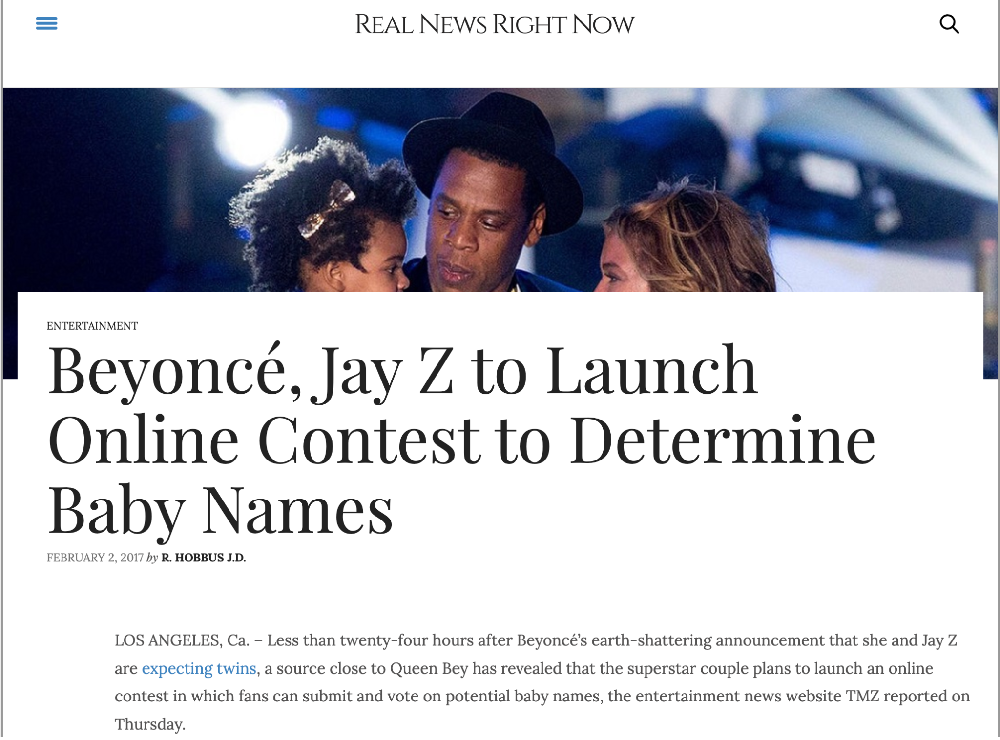 REAL NEWS RIGHT NOW
ENTERTAINMENT
Beyoncé, Jay Z to Launch
Online Contest to Determine
Baby Names
FEBRUARY 2, 2017 by R. HOBBUS J.D.
LOS ANGELES, Ca. – Less than twenty-four hours after Beyoncé’s earth-shattering announcement that she and Jay Z
are expecting twins, a source close to Queen Bey has revealed that the superstar couple plans to launch an online
contest in which fans can submit and vote on potential baby names, the entertainment news website TMZ reported on
Thursday.